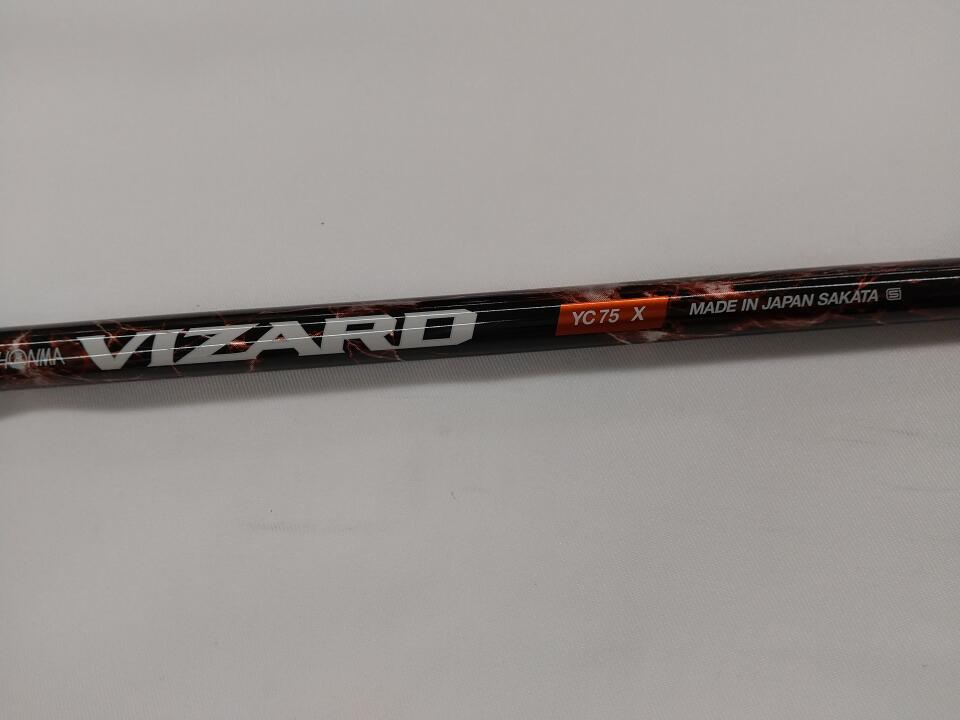 HONMA VIZARD YC 75 X MADE IN JAPAN SAKATA S